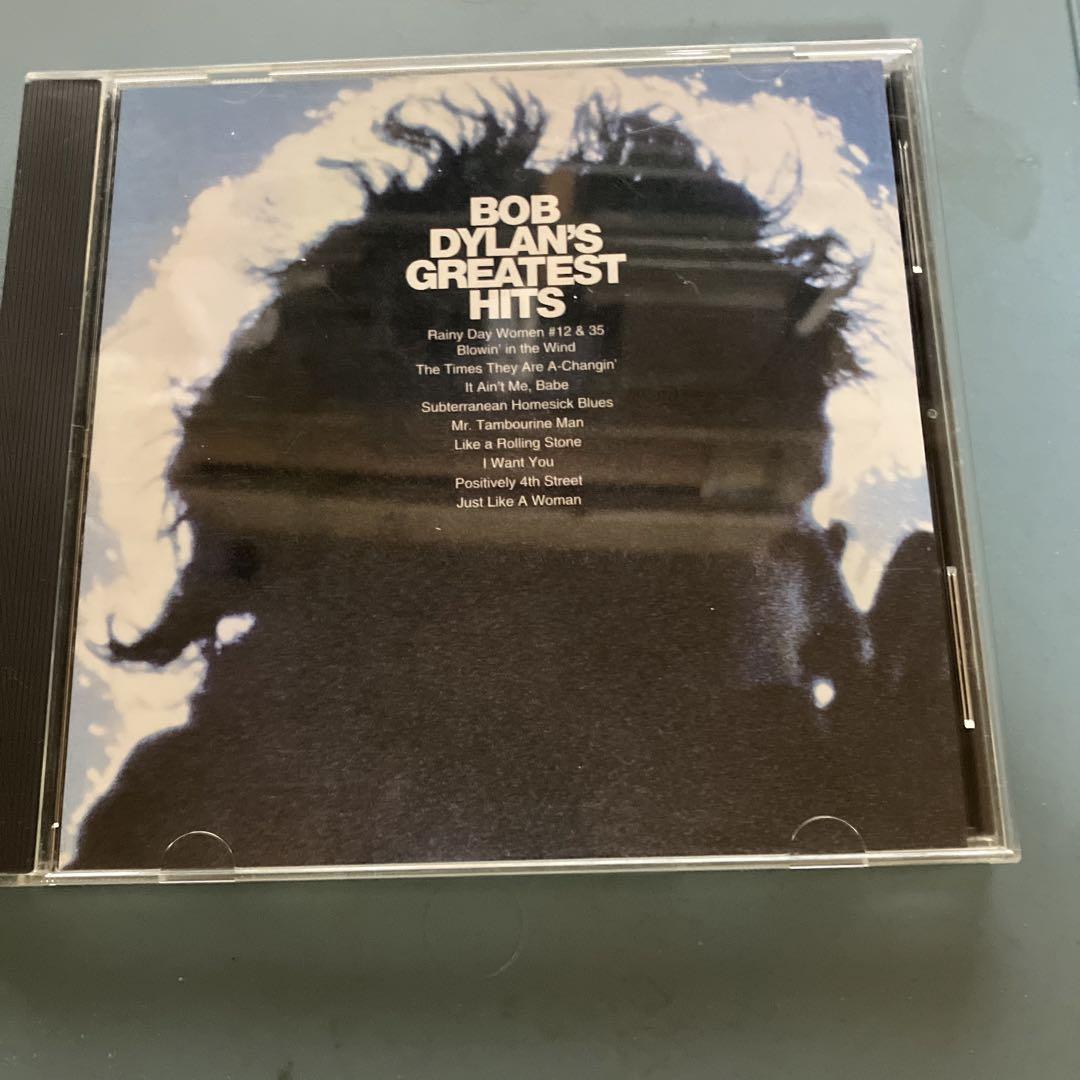 BOB
DYLAN'S
GREATEST
HITS
Rainy Day Women #12 & 35
Blowin' in the Wind
The Times They Are A-Changin'
It Ain't Me, Babe
Subterranean Homesick Blues
Mr. Tambourine Man
Like a Rolling Stone
I Want You
Positively 4th Street
Just Like A Woman